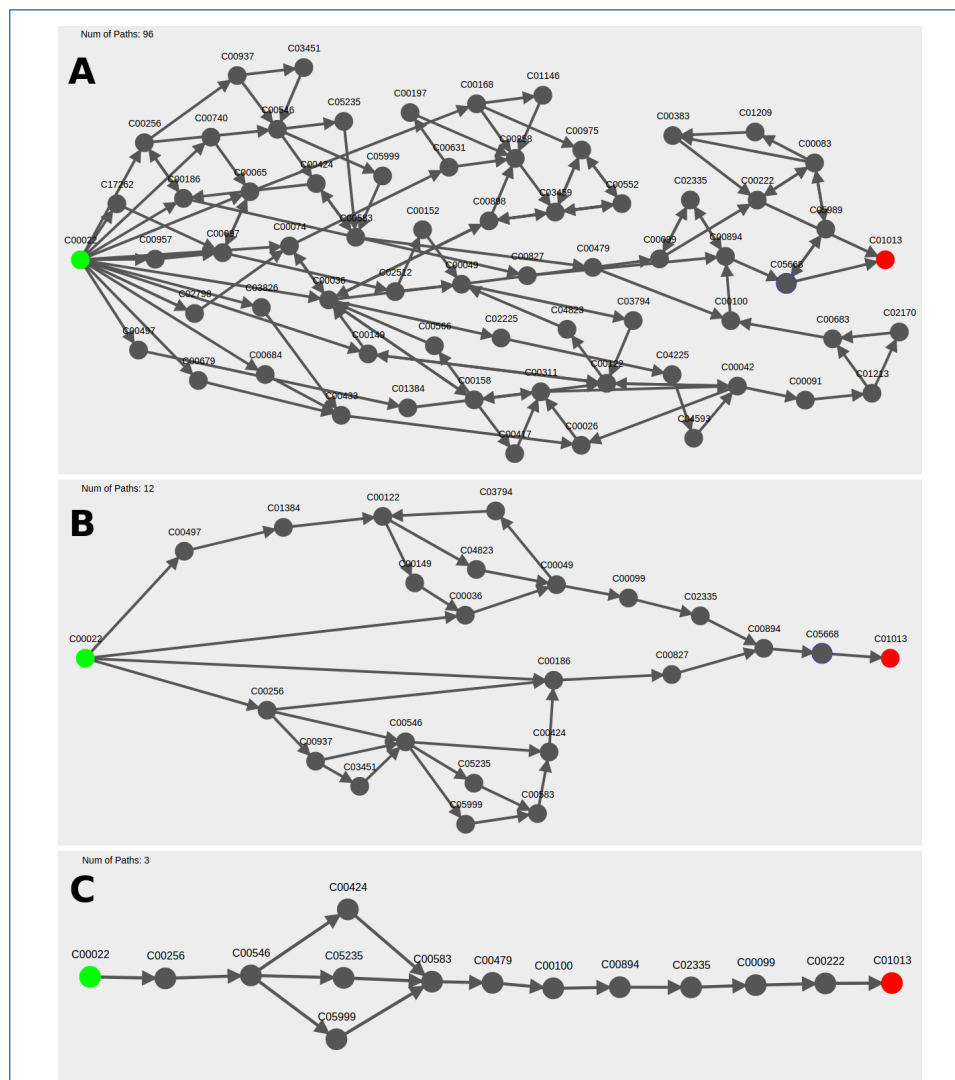 Num of Paths: 96
A
C00937
C03451
C00256
C00740
C00546
C05235
C00197
C00168
C01146
C00383
C01209
C17262
C00186
C00065
C00424
C05999
C00631
C00258
C00975
C00083
C00022
C00957
C00097
C00074
C00583
C00152
C00898
C03459
C00552
C02335
C00222
C05989
C02798
C03826
C00036
C02512
C00049
C00827
C00479
C00099
C00894
C05668
C01013
C00497
C00679
C00684
C00149
C00566
C02225
C04823
C03794
C00100
C00683
C02170
C00433
C01384
C00158
C00311
C00122
C04225
C00042
C00091
C01213
C00417
C00026
C04593
Num of Paths: 12
B
C00497
C01384
C00122
C03794
C00149
C04823
C00049
C00036
C00099
C02335
C00022
C00894
C05668
C01013
C00256
C00186
C00827
C00937
C03451
C00546
C05235
C00424
C05999
C00583
Num of Paths: 3
C
C00424
C00022
C00256
C00546
C05235
C00583
C00479
C00100
C00894
C02335
C00099
C00222
C01013
C05999